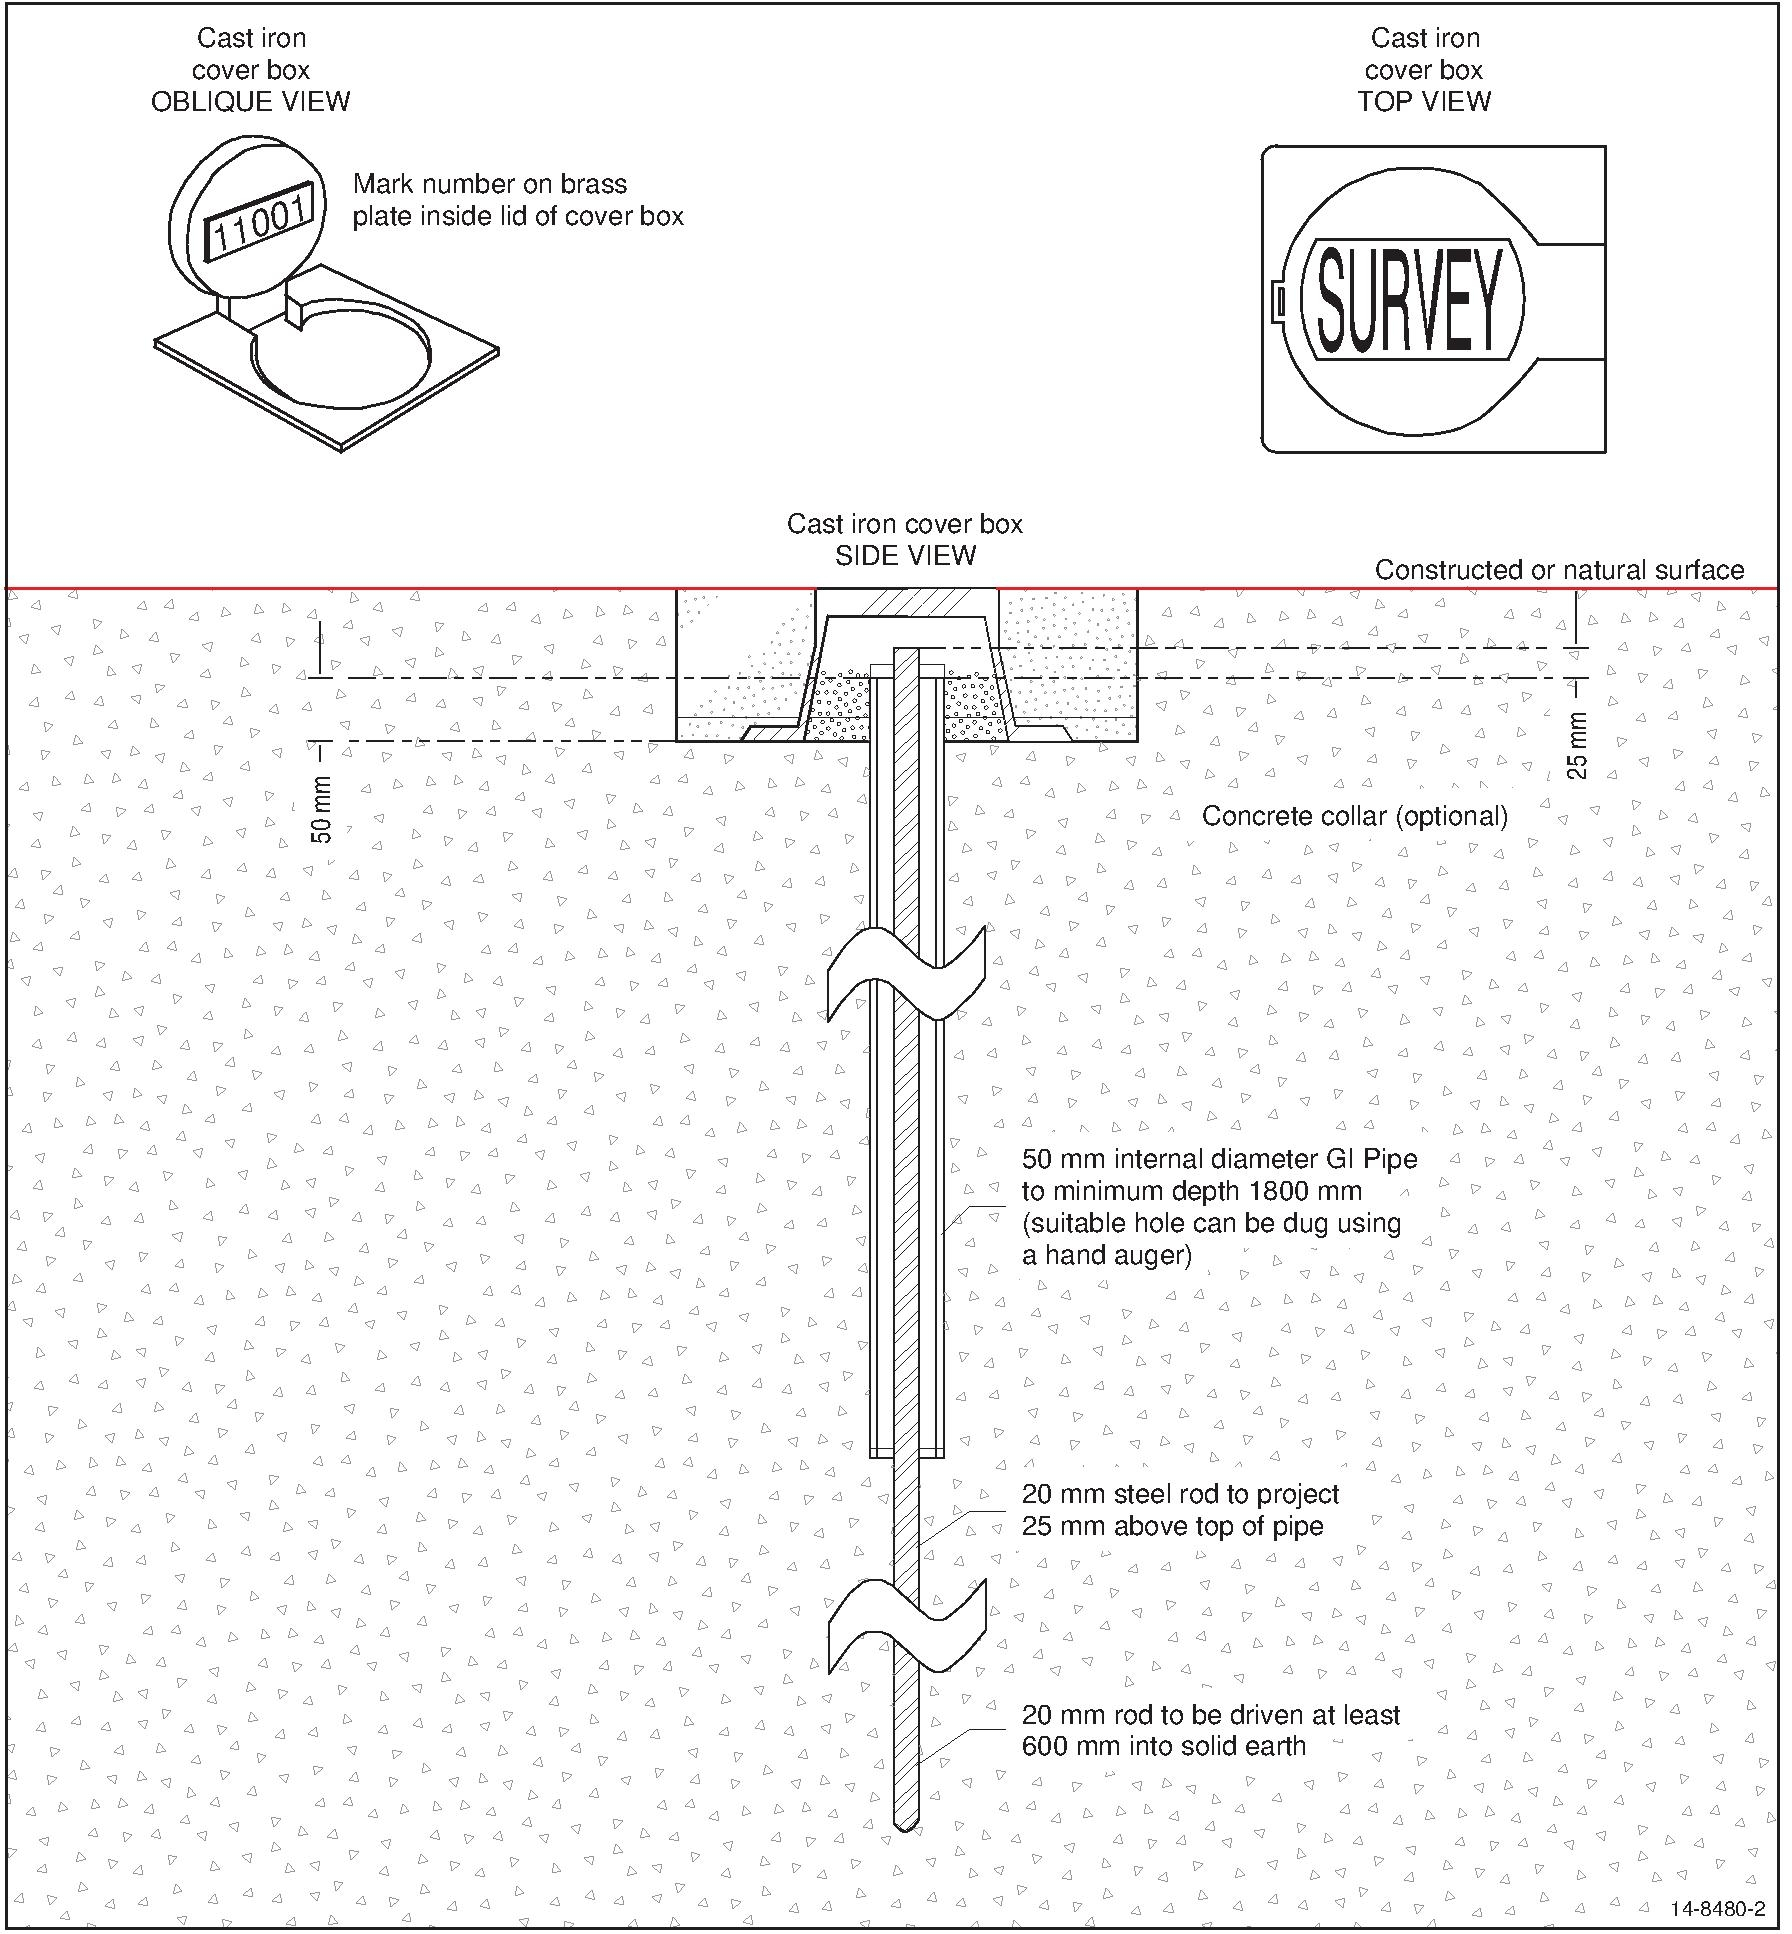 Cast iron
cover box
OBLIQUE VIEW
Cast iron
cover box
TOP VIEW
11001
Mark number on brass
plate inside lid of cover box
SURVEY
Cast iron cover box
SIDE VIEW
Constructed or natural surface
50 mm
25 mm
Concrete collar (optional)
50 mm internal diameter GI Pipe
to minimum depth 1800 mm
(suitable hole can be dug using
a hand auger)
20 mm steel rod to project
25 mm above top of pipe
20 mm rod to be driven at least
600 mm into solid earth
14-8480-2